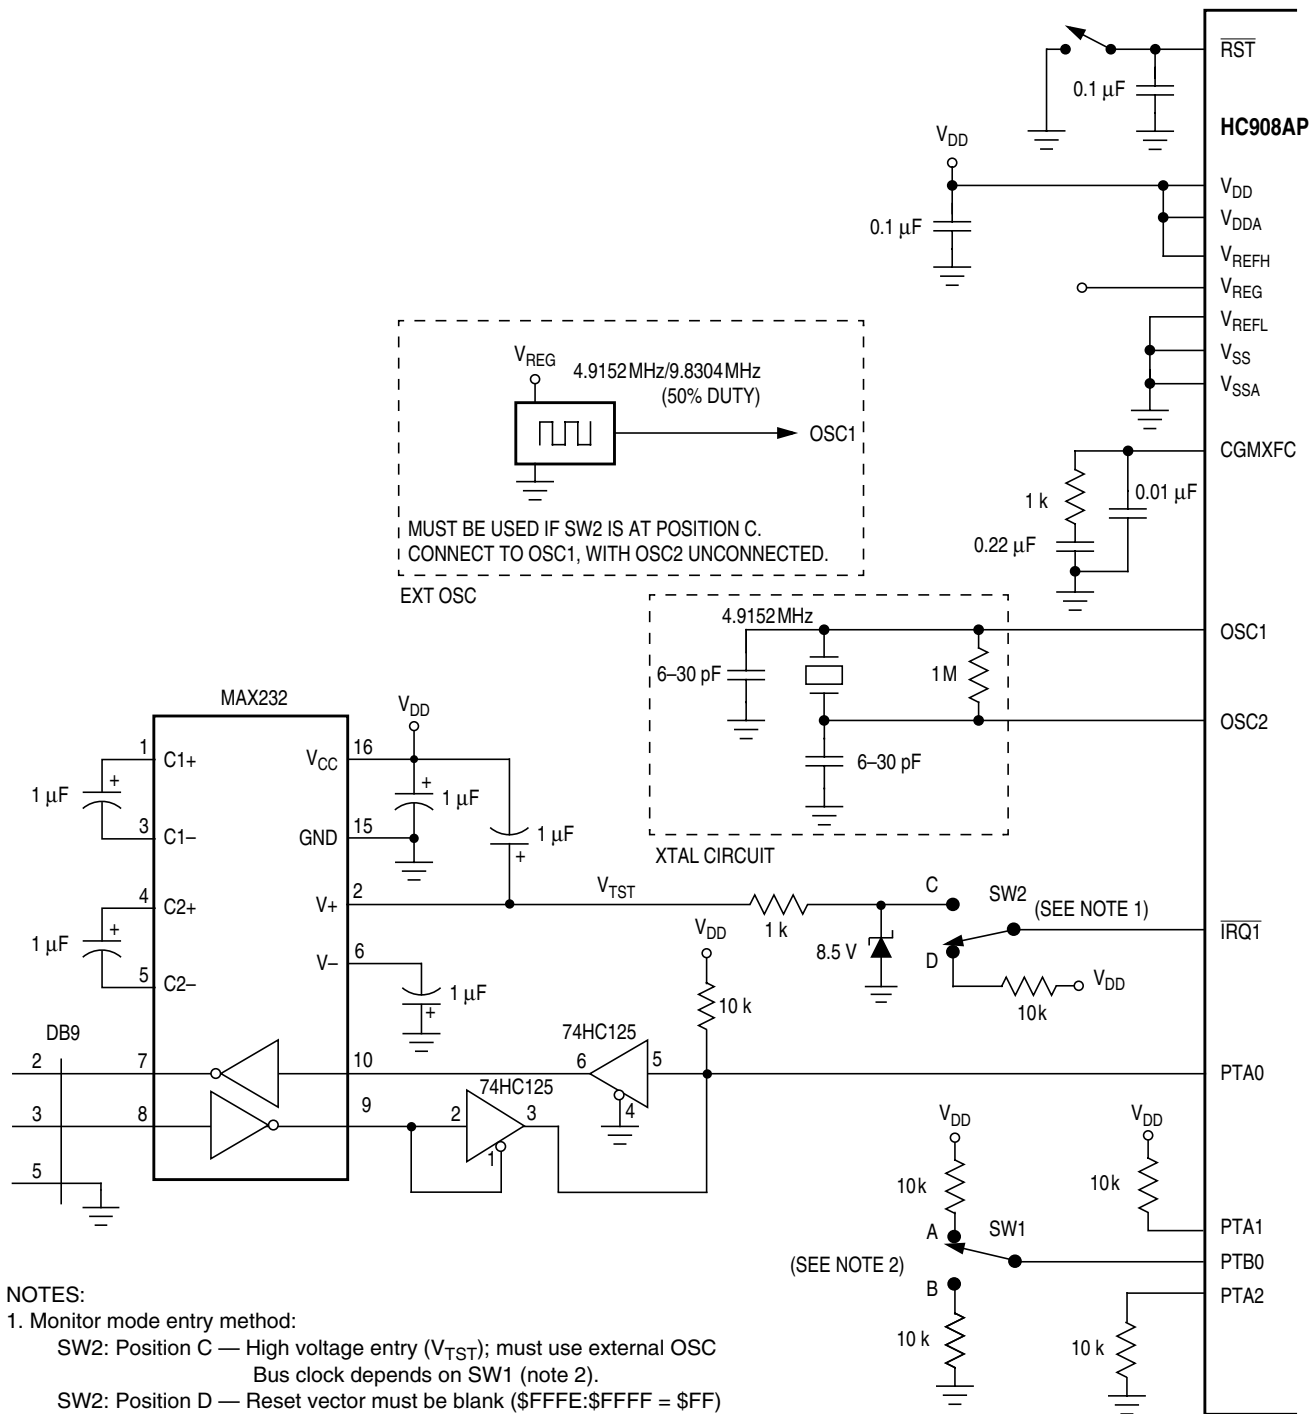 RST
0.1 µF
HC908AP
VDD
VDD
0.1 µF
VDDA
VREFH
VREG
VREFL
VSS
VSSA
VREG
4.9152MHz/9.8304MHz
(50% DUTY)
OSC1
MUST BE USED IF SW2 IS AT POSITION C.
CONNECT TO OSC1, WITH OSC2 UNCONNECTED.
EXT OSC
CGMXFC
1 k
0.01 µF
0.22 µF
4.9152MHz
OSC1
6–30 pF
1M
OSC2
6–30 pF
XTAL CIRCUIT
MAX232
VDD
1
C1+
VCC
16
1 µF
+
+
1 µF
3
C1–
GND
15
1 µF
+
4
C2+
V+
2
VTST
1 k
8.5 V
C
SW2
(SEE NOTE 1)
IRQ1
D
10k
VDD
1 µF
+
5
C2–
V–
6
1 µF
+
VDD
10 k
DB9
2
7
10
74HC125
6
5
4
PTA0
3
8
9
74HC125
2
3
1
5
VDD
VDD
10k
10k
A
SW1
PTA1
(SEE NOTE 2)
PTB0
B
PTA2
10 k
10 k
NOTES:
1. Monitor mode entry method:
SW2: Position C — High voltage entry (VTST); must use external OSC
Bus clock depends on SW1 (note 2).
SW2: Position D — Reset vector must be blank ($FFFE:$FFFF = $FF)